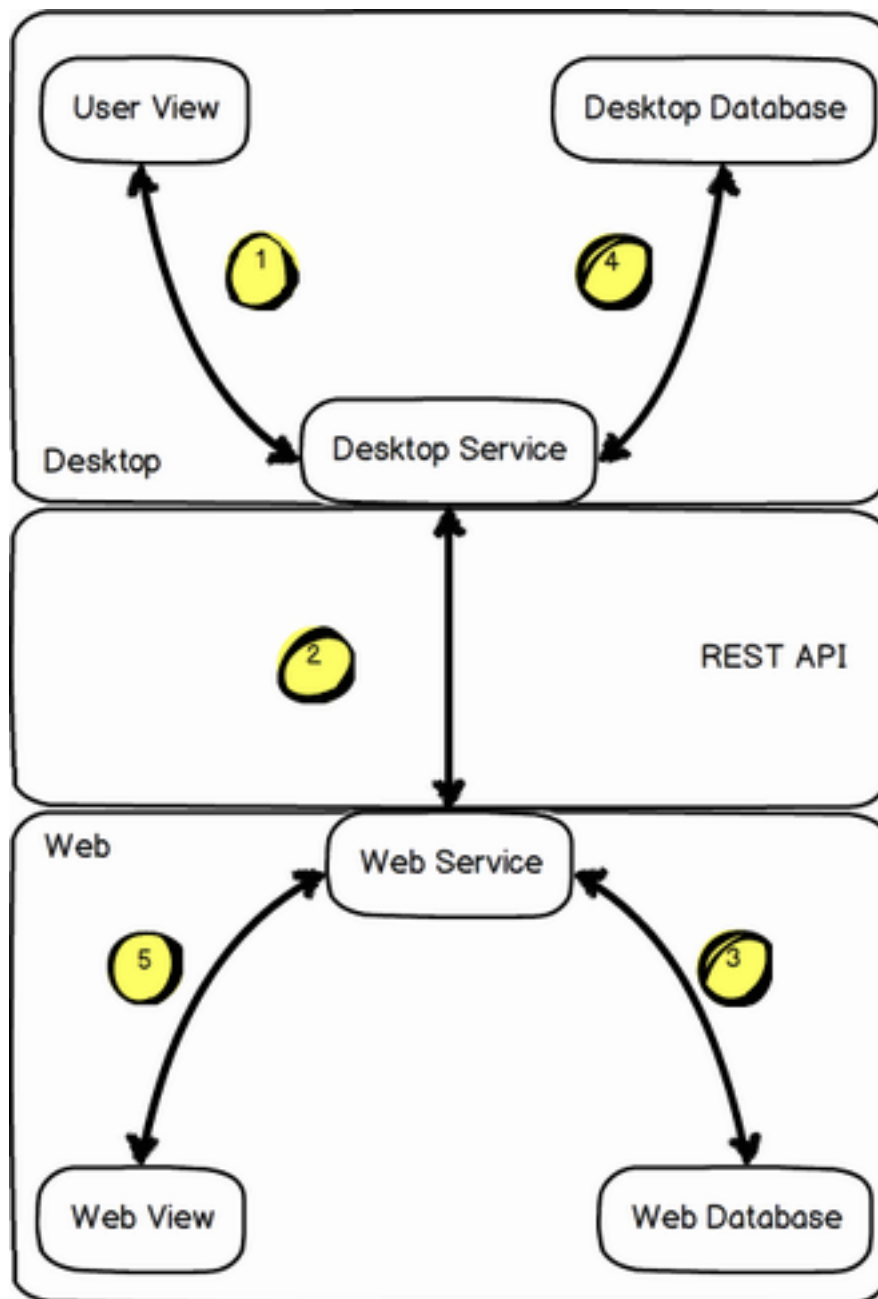 User View
Desktop Database
1
4
Desktop Service
Desktop
2
REST API
Web
Web Service
5
3
Web View
Web Database